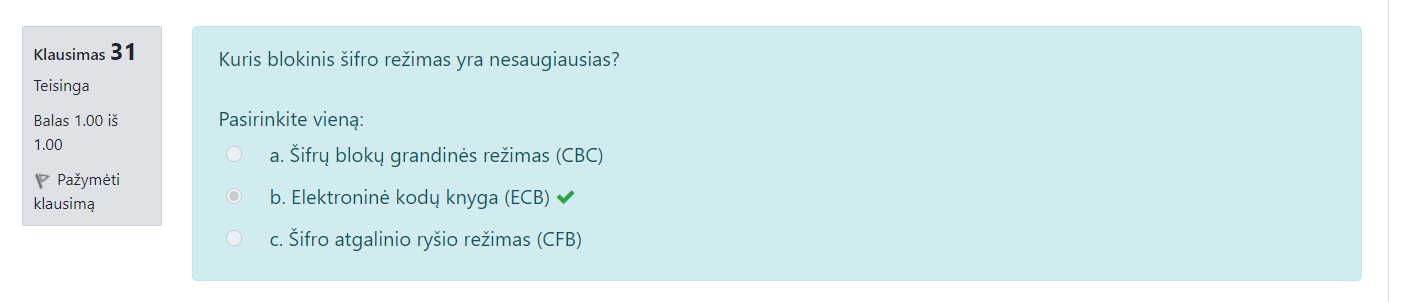 Klausimas 31
Teisinga
Balas 1.00 iš
1.00
Pažymėti
klausimą
Kuris blokinis šifro režimas yra nesaugiausias?
Pasirinkite vieną:
a. Šifrų blokų grandinės režimas (CBC)
b. Elektroninė kodų knyga (ECB)
c. Šifro atgalinio ryšio režimas (CFB)